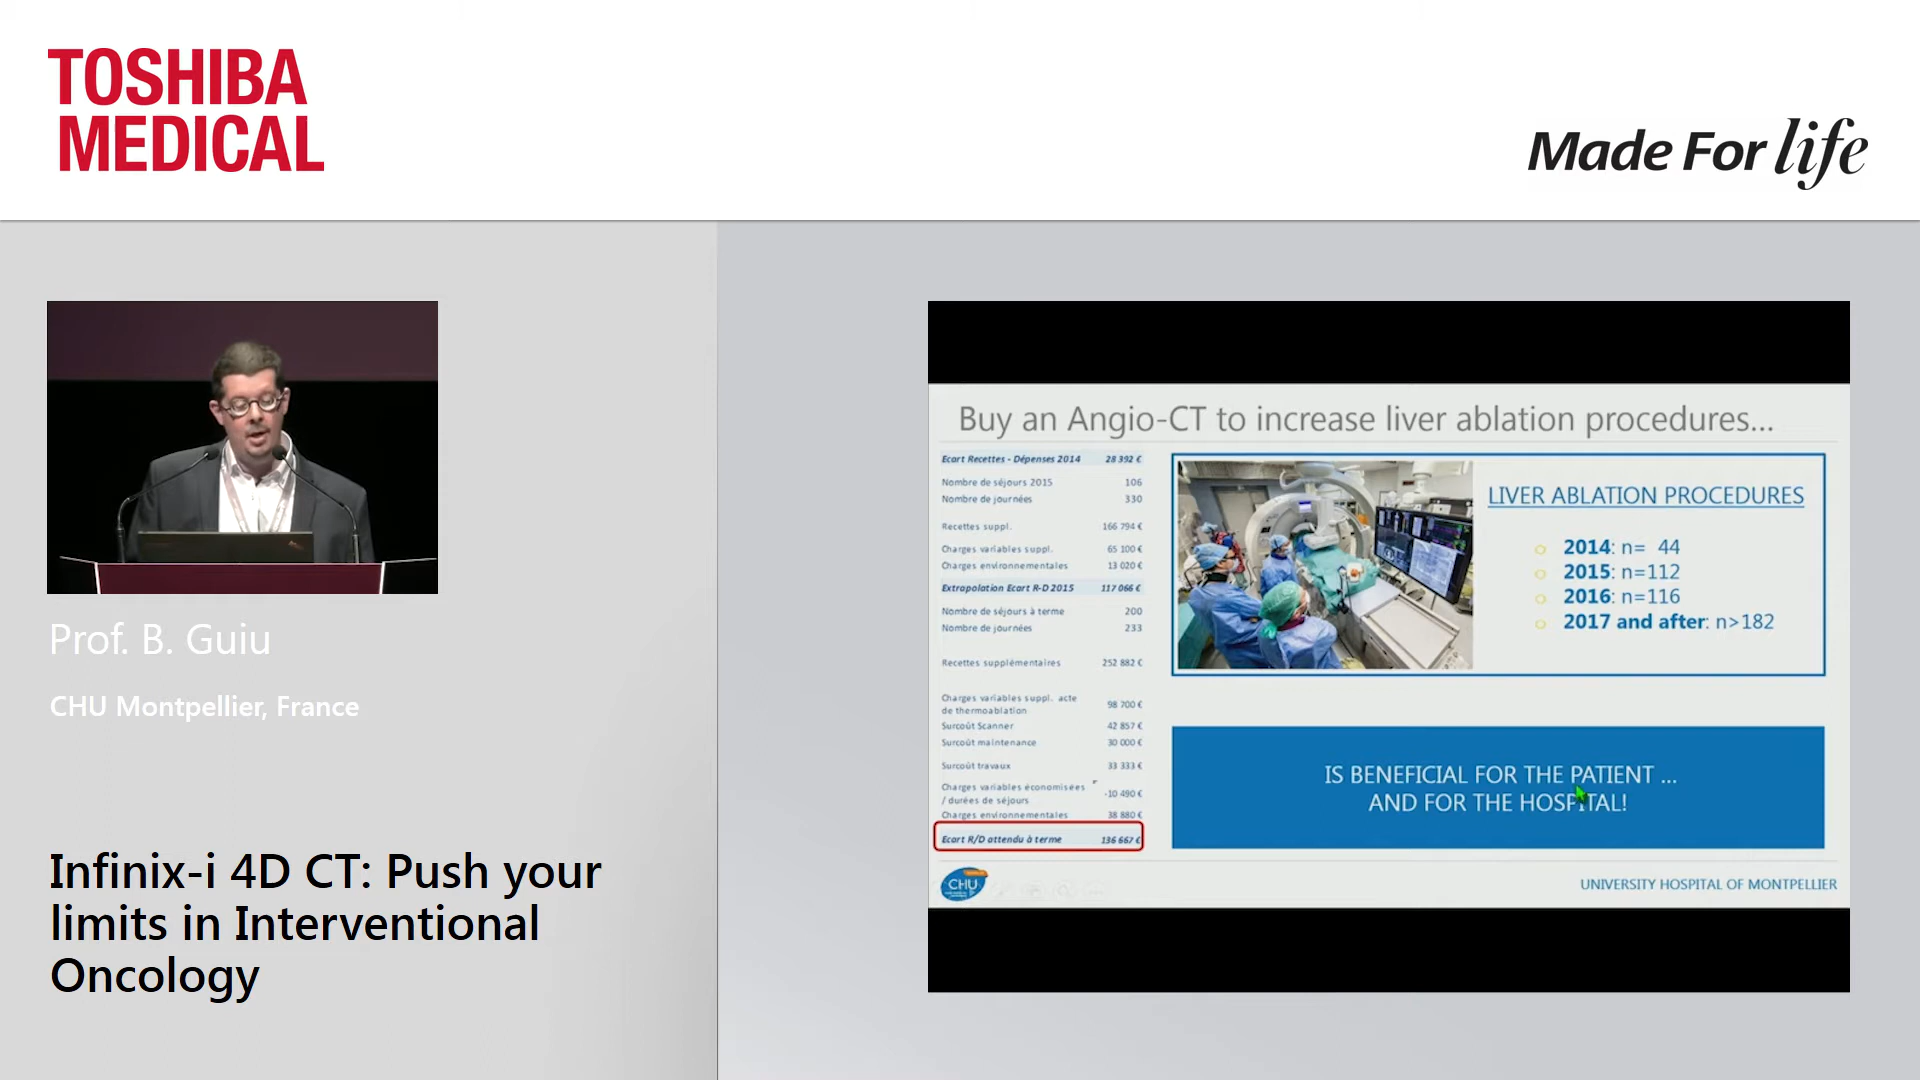 TOSHIBA
MEDICAL
Made For life
Prof. B. Guiu
CHU Montpellier, France
Infinix-i 4D CT: Push your
limits in Interventional
Oncology
Buy an Angio-CT to increase liver ablation procedures...
Ecart Recettes - Dépenses 2014 28 392 €
Nombre de séjours 2015 106
Nombre de journées 330
Recettes suppl. 166 794 €
Charges variables suppl. 65 100 €
Charges environnementales 13 020 €
Extrapolation Ecart R-D 2015 117 066 €
Nombre de séjours à terme 200
Nombre de journées 233
Recettes supplémentaires 252 882 €
Charges variables suppl. acte
de thermoablation 98 700 €
Surcoût Scanner 42 857 €
Surcoût maintenance 30 000 €
Surcoût travaux 33 333 €
Charges variables économisées
/ durées de séjours -10 490 €
Charges environnementales 38 880 €
Ecart R/D attendu à terme 136 667 €
LIVER ABLATION PROCEDURES
2014: n= 44
2015: n=112
2016: n=116
2017 and after: n>182
IS BENEFICIAL FOR THE PATIENT ...
AND FOR THE HOSPITAL!
CHU
UNIVERSITY HOSPITAL OF MONTPELLIER